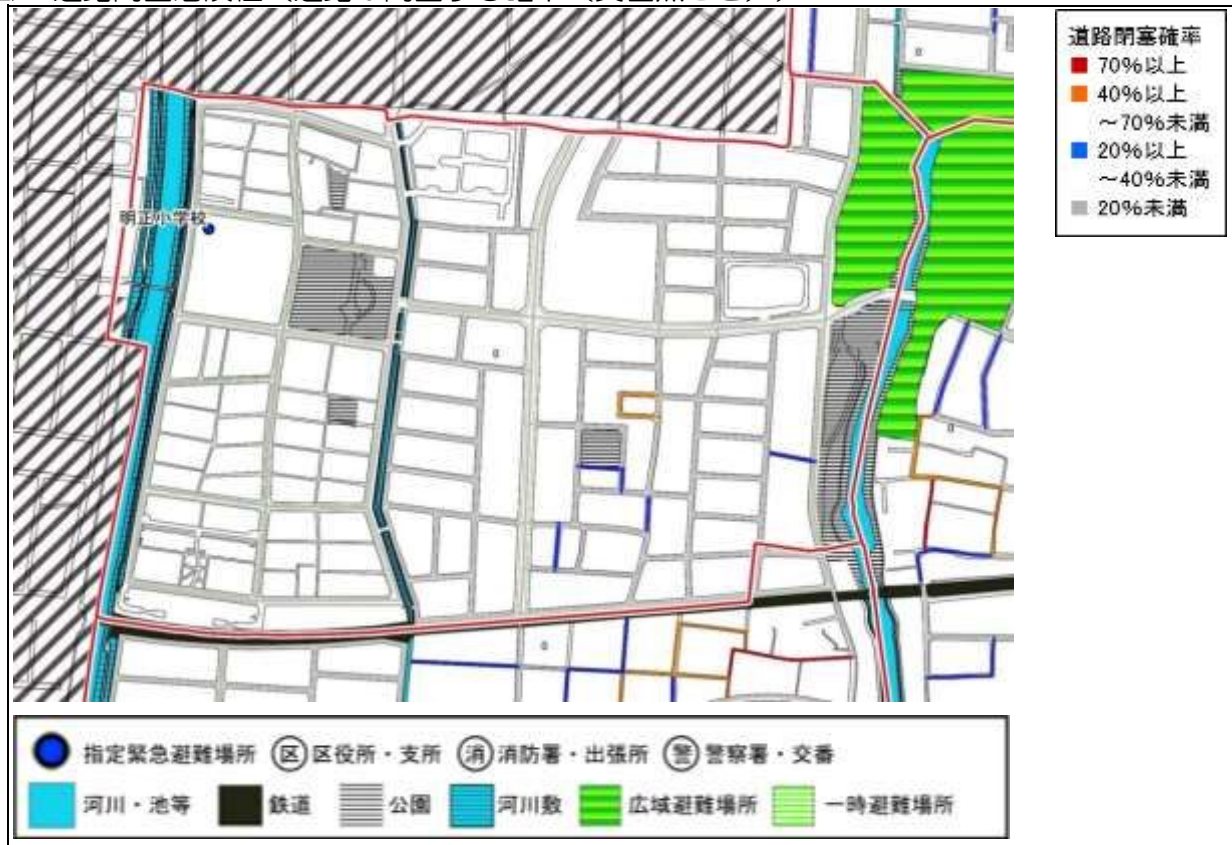 道路閉塞確率
70%以上
40%以上
~70%未満
20%以上
~40%未満
20%未満
明正小学校
指定緊急避難場所 区 区役所・支所 消 消防署・出張所 警 警察署・交番
河川・池等 鉄道 公園 河川敷 広域避難場所 一時避難場所